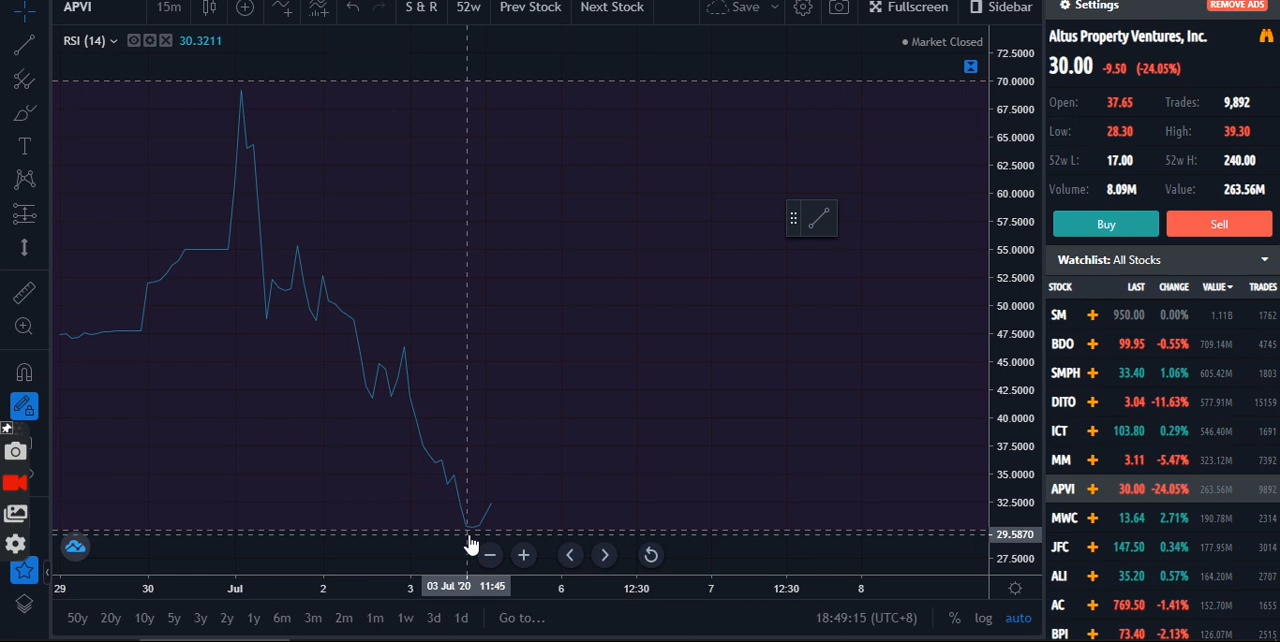 APVI 15m S & R 52w Prev Stock Next Stock Save Fullscreen Sidebar
RSI (14) 30.3211
Market Closed
72.5000
70.0000
67.5000
65.0000
62.5000
60.0000
57.5000
55.0000
52.5000
50.0000
47.5000
45.0000
42.5000
40.0000
37.5000
35.0000
32.5000
29.5870
27.5000
29 30 Jul 2 3 03 Jul '20 11:45 6 12:30 7 12:30 8
50y 20y 10y 5y 3y 2y 1y 6m 3m 2m 1m 1w 3d 1d Go to... 18:49:15 (UTC+8) % log auto
Settings REMOVE ADS
Altus Property Ventures, Inc.
30.00 -9.50 (-24.05%)
Open: 37.65 Trades: 9,892
Low: 28.30 High: 39.30
52w L: 17.00 52w H: 240.00
Volume: 8.09M Value: 263.56M
Buy Sell
Watchlist: All Stocks
STOCK LAST CHANGE VALUE TRADES
SM 950.00 0.00% 1.11B 1762
BDO 99.95 -0.55% 709.14M 4745
SMPH 33.40 1.06% 605.42M 1803
DITO 3.04 -11.63% 577.91M 15159
ICT 103.80 0.29% 546.40M 1691
MM 3.11 -5.47% 323.12M 7392
APVI 30.00 -24.05% 263.56M 9892
MWC 13.64 2.71% 190.78M 2314
JFC 147.50 0.34% 177.95M 3014
ALI 35.20 0.57% 164.20M 2707
AC 769.50 -1.41% 152.70M 1655
BPI 73.40 -2.13% 126.07M 2515